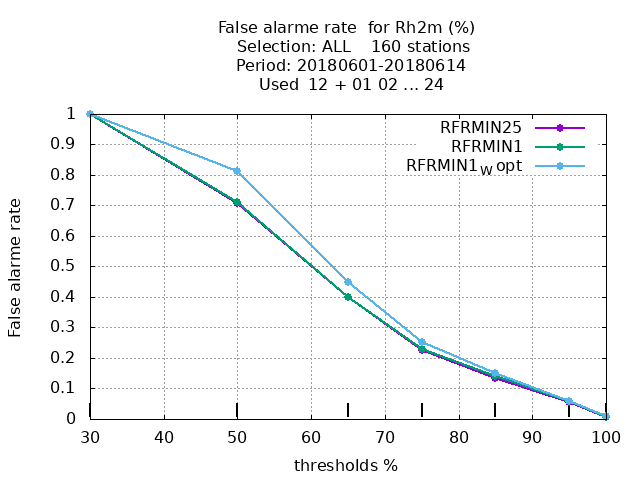 False alarme rate  for Rh2m (%)
Selection: ALL    160 stations
Period: 20180601-20180614
Used  12 + 01 02 ... 24
RFRMIN25
RFRMIN1
RFRMIN1W opt
1
0.9
0.8
0.7
0.6
0.5
0.4
0.3
0.2
0.1
0
False alarme rate
30 40 50 60 70 80 90 100
thresholds %